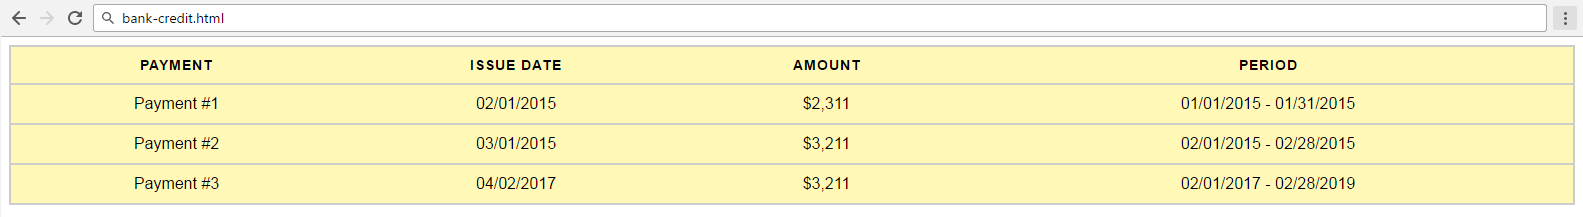 bank-credit.html
PAYMENT ISSUE DATE AMOUNT PERIOD
Payment #1 02/01/2015 $2,311 01/01/2015 - 01/31/2015
Payment #2 03/01/2015 $3,211 02/01/2015 - 02/28/2015
Payment #3 04/02/2017 $3,211 02/01/2017 - 02/28/2019